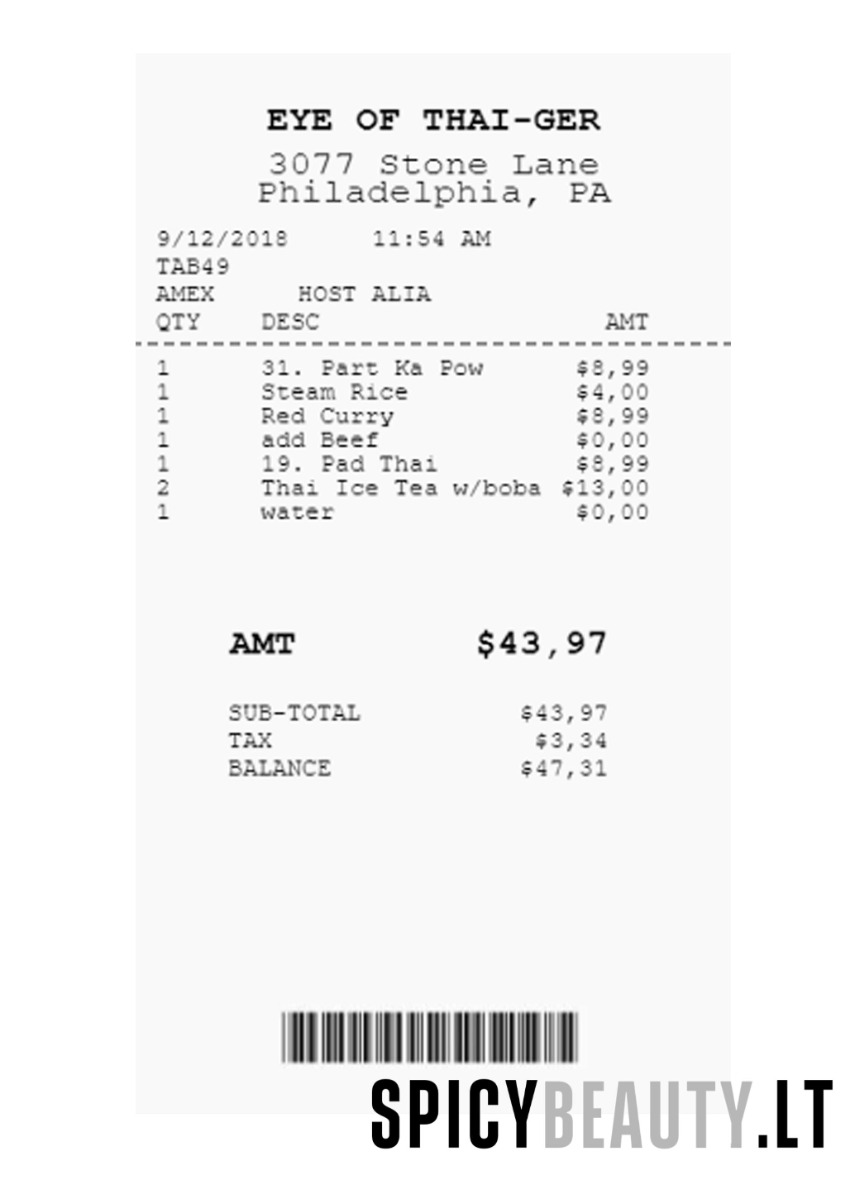 EYE OF THAI-GER
3077 Stone Lane
Philadelphia, PA
9/12/2018 11:54 AM
TAB49
AMEX HOST ALIA
QTY DESC AMT
1 31. Part Ka Pow $8,99
1 Steam Rice $4,00
1 Red Curry $8,99
1 add Beef $0,00
1 19. Pad Thai $8,99
2 Thai Ice Tea w/boba $13,00
1 water $0,00
AMT $43,97
SUB-TOTAL $43,97
TAX $3,34
BALANCE $47,31
SPICYBEAUTY.LT